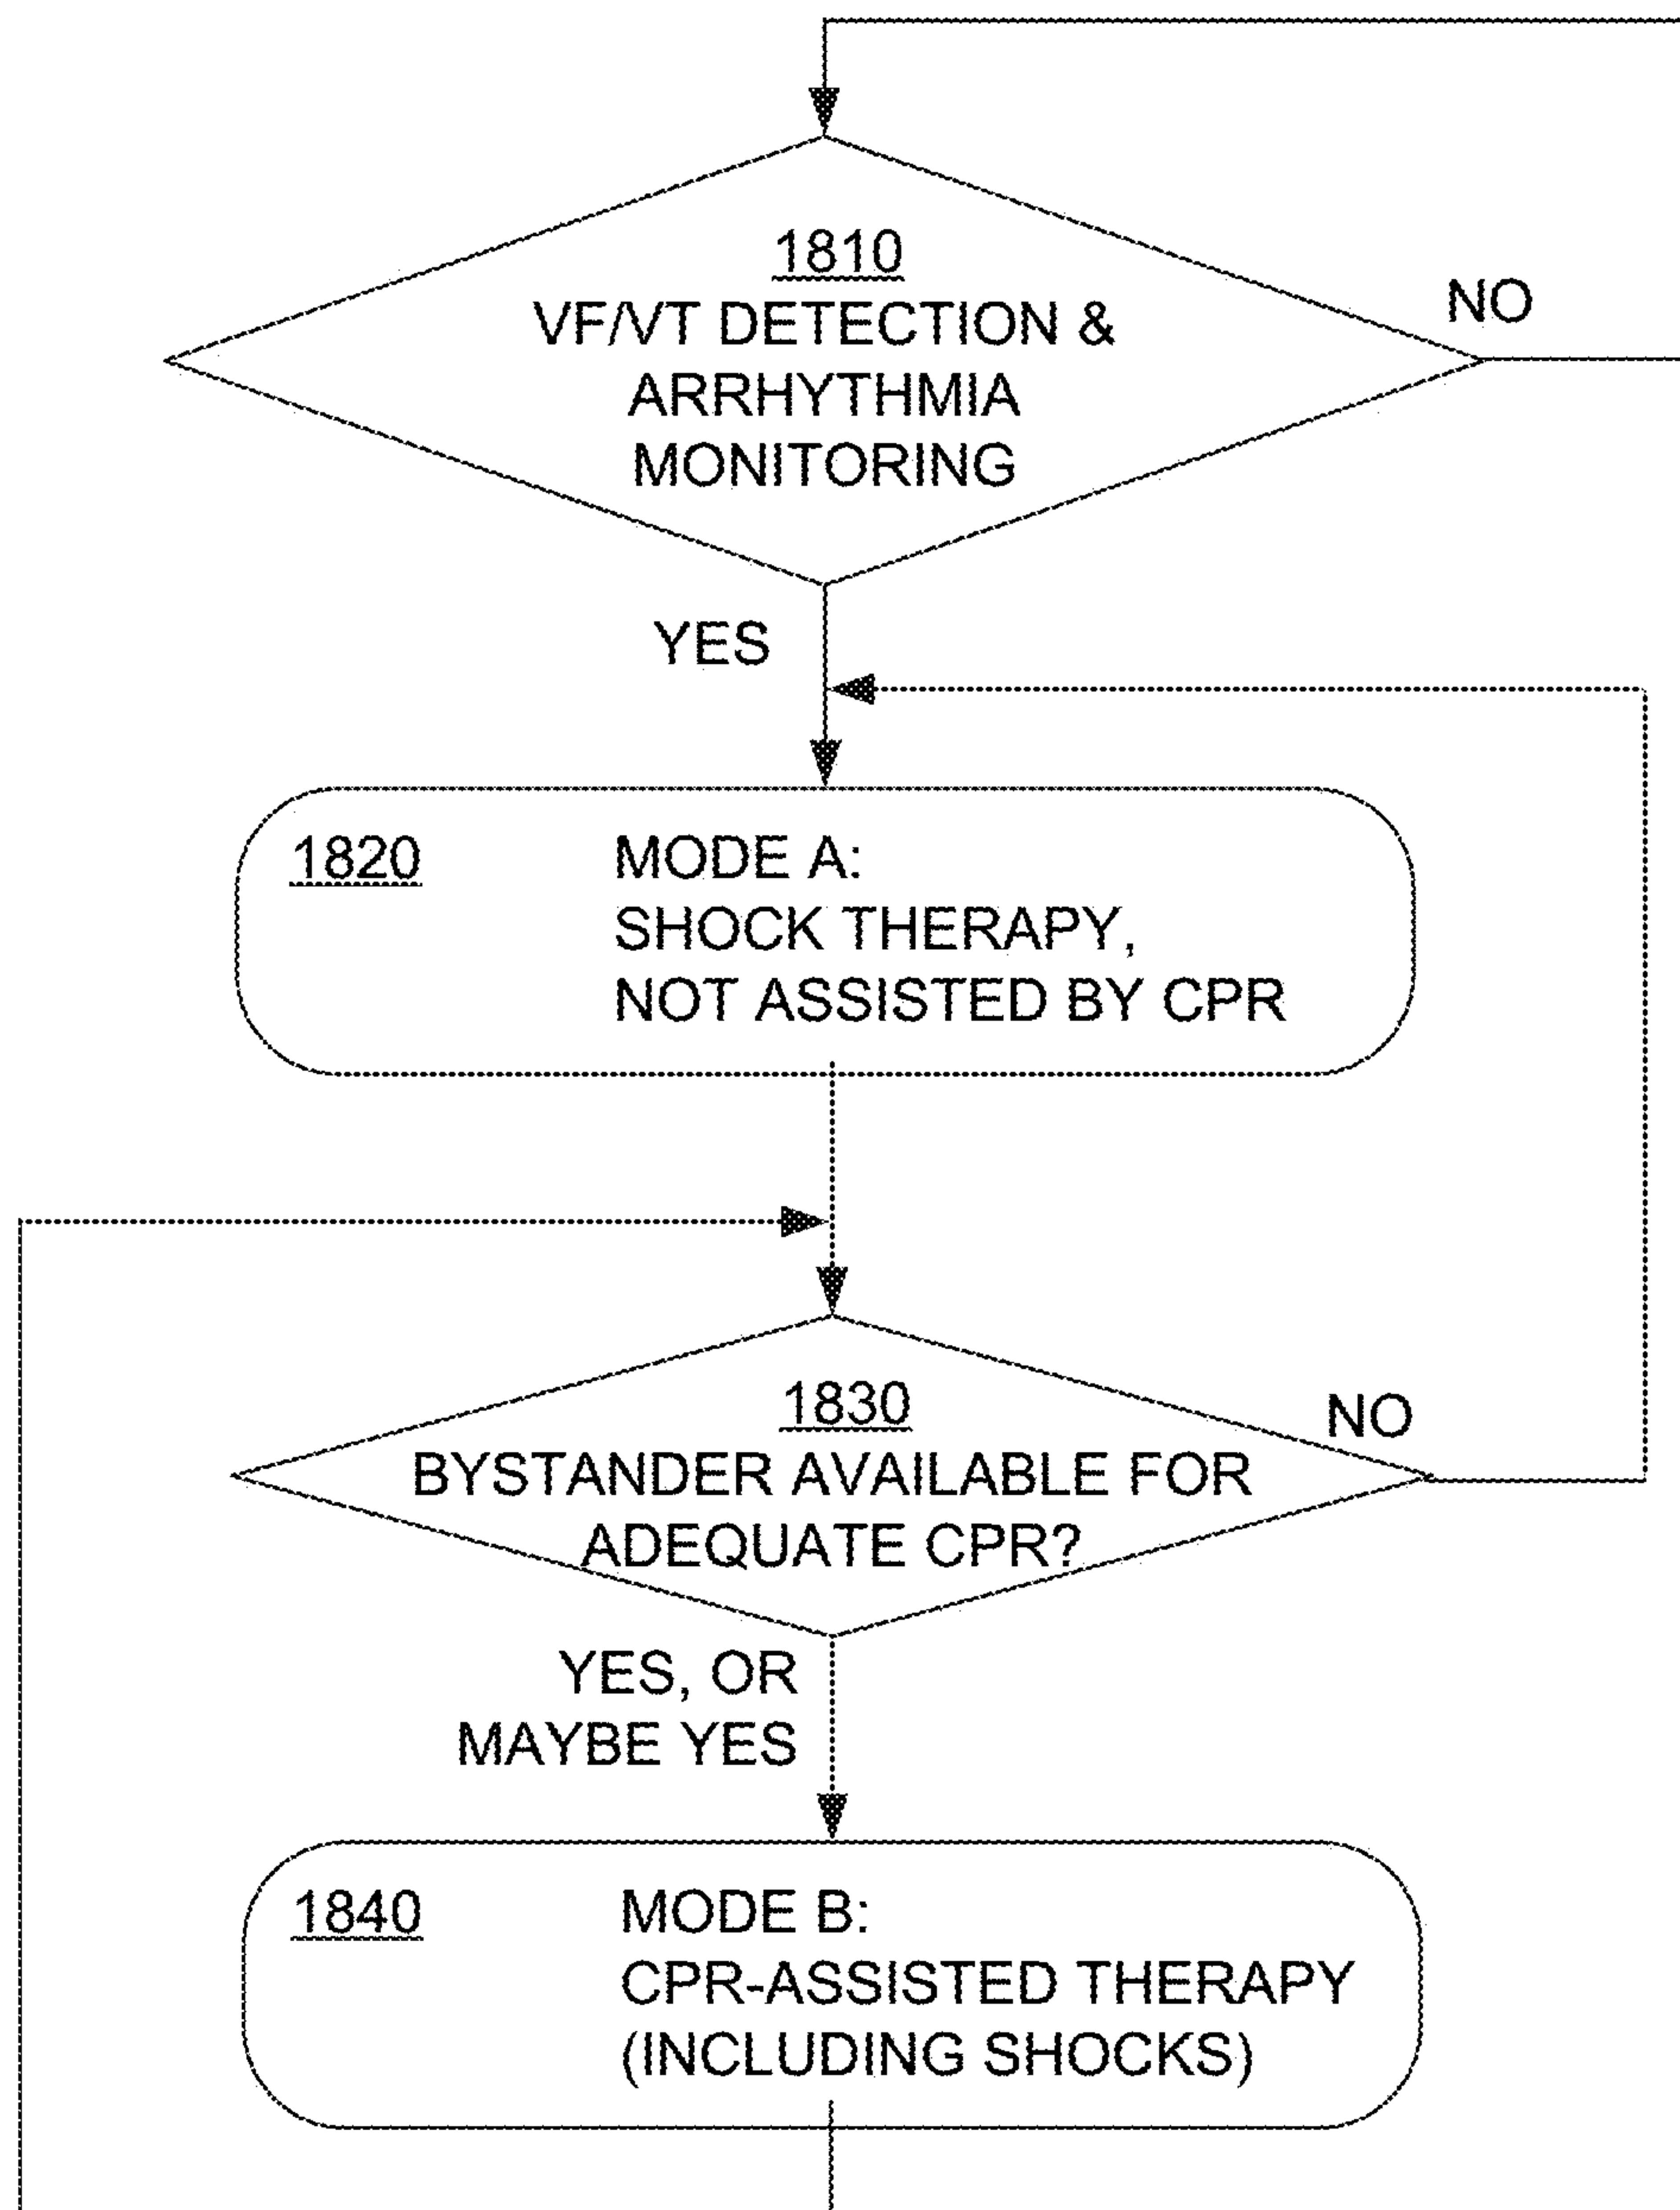 1810
VF/VT DETECTION &
ARRHYTHMIA
MONITORING
NO
YES
1820
MODE A:
SHOCK THERAPY,
NOT ASSISTED BY CPR
1830
BYSTANDER AVAILABLE FOR
ADEQUATE CPR?
NO
YES, OR
MAYBE YES
1840
MODE B:
CPR-ASSISTED THERAPY
(INCLUDING SHOCKS)